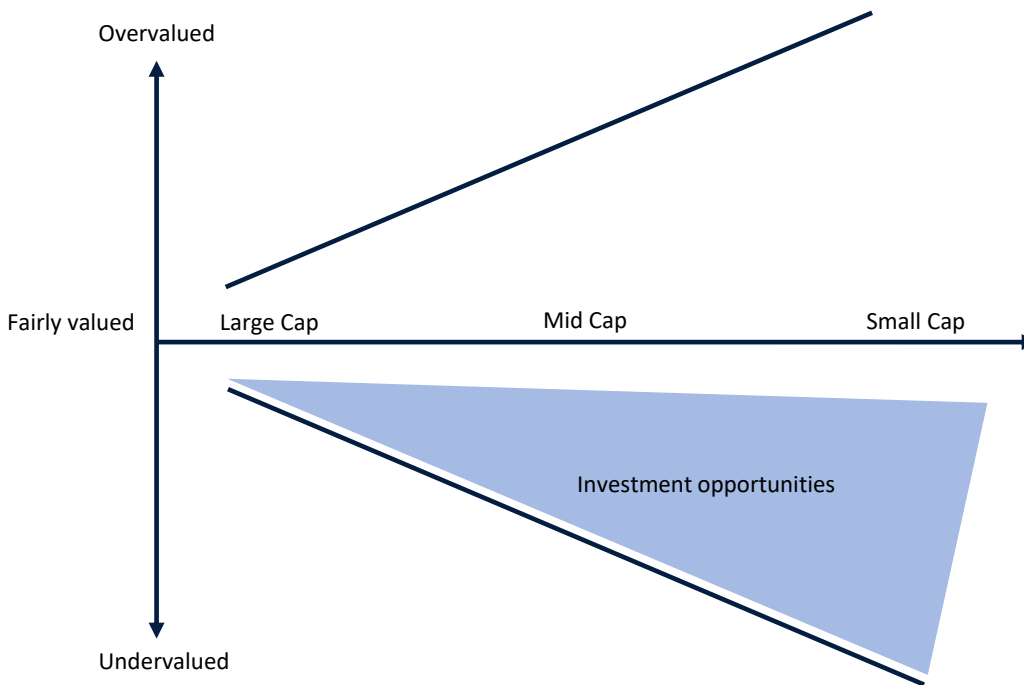 Overvalued
Fairly valued
Large Cap
Mid Cap
Small Cap
Investment opportunities
Undervalued